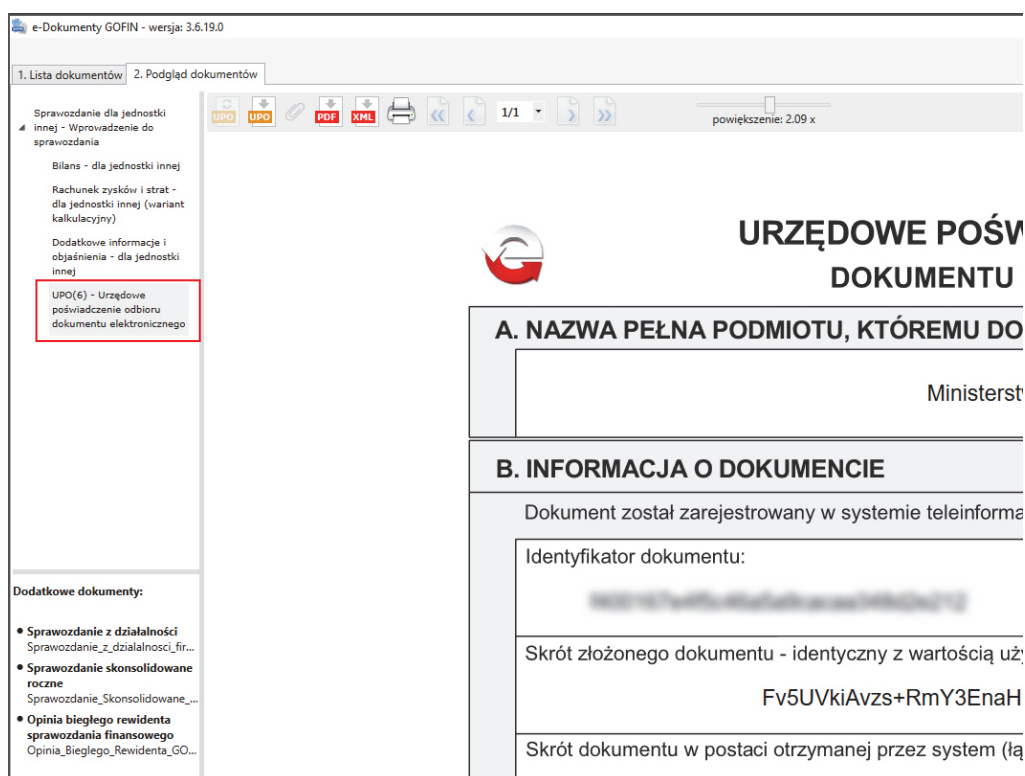 e-Dokumenty GOFIN - wersja: 3.6.19.0
1. Lista dokumentów
2. Podgląd dokumentów
Sprawozdanie dla jednostki
innej - Wprowadzenie do
sprawozdania
Bilans - dla jednostki innej
Rachunek zysków i strat -
dla jednostki innej (wariant
kalkulacyjny)
Dodatkowe informacje i
objaśnienia - dla jednostki
innej
UPO(6) - Urzędowe
poświadczenie odbioru
dokumentu elektronicznego
Dodatkowe dokumenty:
• Sprawozdanie z działalności
Sprawozdanie_z_dzialalnosci_fir...
• Sprawozdanie skonsolidowane
roczne
Sprawozdanie_Skonsolidowane_...
• Opinia biegłego rewidenta
sprawozdania finansowego
Opinia_Bieglego_Rewidenta_GO...
UPO UPO PDF XML 1/1
powiększenie: 2.09 x
URZĘDOWE POŚW
DOKUMENTU
A. NAZWA PEŁNA PODMIOTU, KTÓREMU DO
Ministerstw
B. INFORMACJA O DOKUMENCIE
Dokument został zarejestrowany w systemie teleinforma
Identyfikator dokumentu:
Skrót złożonego dokumentu - identyczny z wartością uży
Fv5UVkiAvzs+RmY3EnaH
Skrót dokumentu w postaci otrzymanej przez system (łą